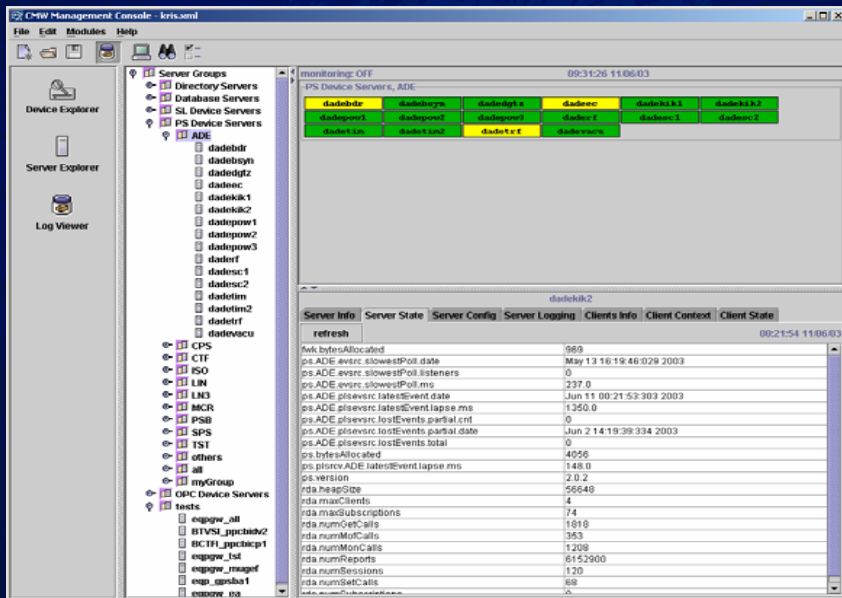 CMW Management Console - kris.xml
File Edit Modules Help
Device Explorer
Server Explorer
Log Viewer
Server Groups
Directory Servers
Database Servers
SL Device Servers
PS Device Servers
ADE
dadebdr
dadebsyn
dadedgtz
dadeec
dadekik1
dadekik2
dadepow1
dadepow2
dadepow3
daderf
dadesc1
dadesc2
dadetim
dadetim2
dadetrf
dadevacu
CPS
CTF
ISO
LIN
LN3
MCR
PSB
SPS
TST
others
all
myGroup
OPC Device Servers
tests
eqpgw_all
BTVSI_ppcbidv2
BCTFI_ppcbicp1
eqpgw_tst
eqpgw_mugef
eqp_gpsba1
eqpgw_ea
monitoring: OFF 09:31:26 11/06/03
PS Device Servers, ADE
dadebdr dadebsyn dadedgtz dadeec dadekik1 dadekik2
dadepow1 dadepow2 dadepow3 daderf dadesc1 dadesc2
dadetim dadetim2 dadetrf dadevacu
dadekik2
Server Info Server State Server Config Server Logging Clients Info Client Context Client State
refresh 00:21:54 11/06/03
fwk.bytesAllocated 969
ps.ADE.evsrc.slowestPoll.date May 13 16:19:46:029 2003
ps.ADE.evsrc.slowestPoll.listeners 0
ps.ADE.evsrc.slowestPoll.ms 237.0
ps.ADE.plsevsrc.latestEvent.date Jun 11 00:21:53:303 2003
ps.ADE.plsevsrc.latestEvent.lapse.ms 1350.0
ps.ADE.plsevsrc.lostEvents.partial.cnt 0
ps.ADE.plsevsrc.lostEvents.partial.date Jun 2 14:19:39:334 2003
ps.ADE.plsevsrc.lostEvents.total 0
ps.bytesAllocated 4056
ps.plsrcv.ADE.latestEvent.lapse.ms 148.0
ps.version 2.0.2
rda.heapSize 56648
rda.maxClients 4
rda.maxSubscriptions 74
rda.numGetCalls 1818
rda.numMofCalls 353
rda.numMonCalls 1208
rda.numReports 6152900
rda.numSessions 120
rda.numSetCalls 68
rda.numSubscriptions 0